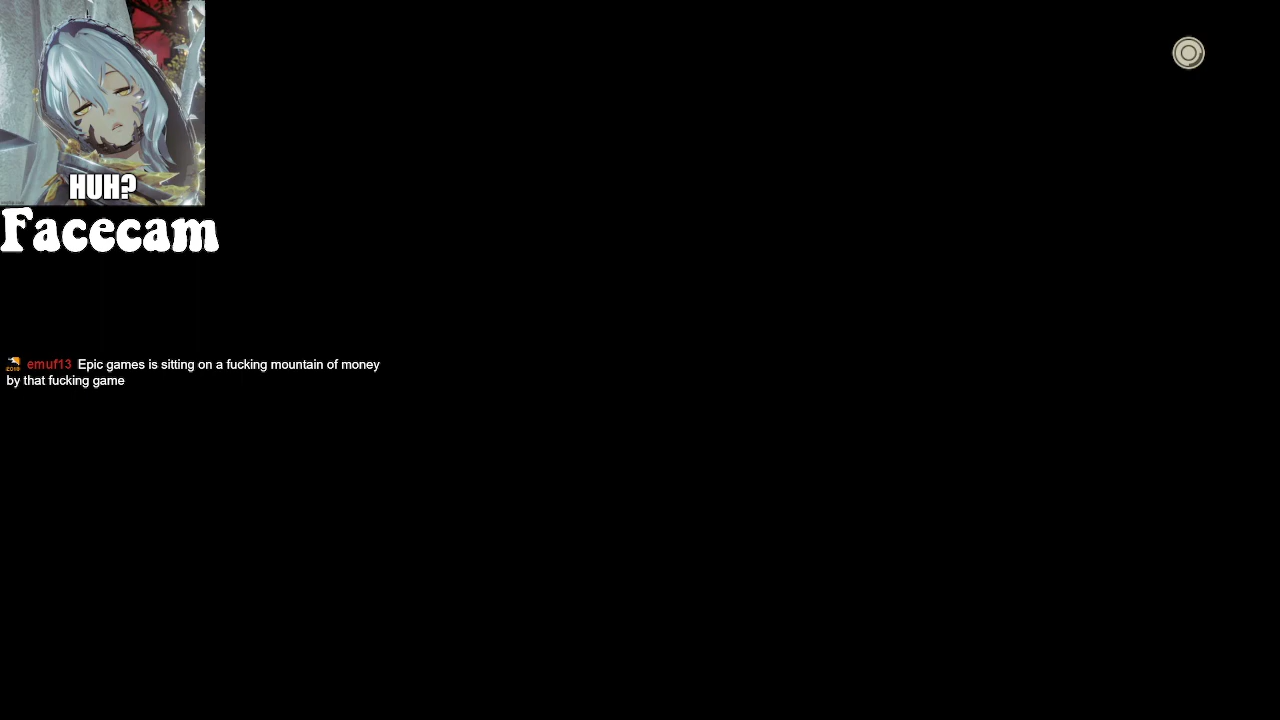 HUH?
Facecam
emuf13 Epic games is sitting on a fucking mountain of money
by that fucking game